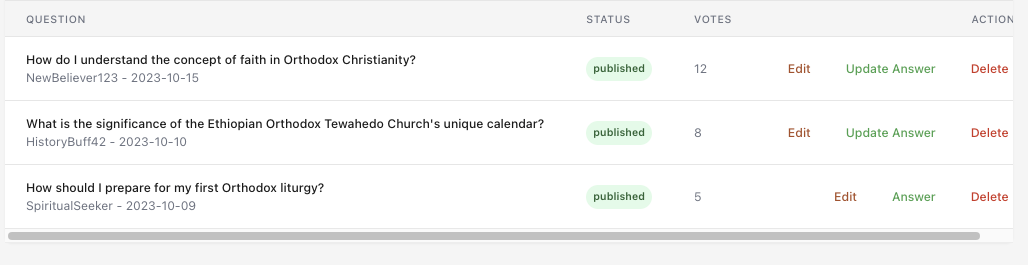 QUESTION STATUS VOTES ACTION
How do I understand the concept of faith in Orthodox Christianity?
NewBeliever123 - 2023-10-15
published 12 Edit Update Answer Delete
What is the significance of the Ethiopian Orthodox Tewahedo Church's unique calendar?
HistoryBuff42 - 2023-10-10
published 8 Edit Update Answer Delete
How should I prepare for my first Orthodox liturgy?
SpiritualSeeker - 2023-10-09
published 5 Edit Answer Delete